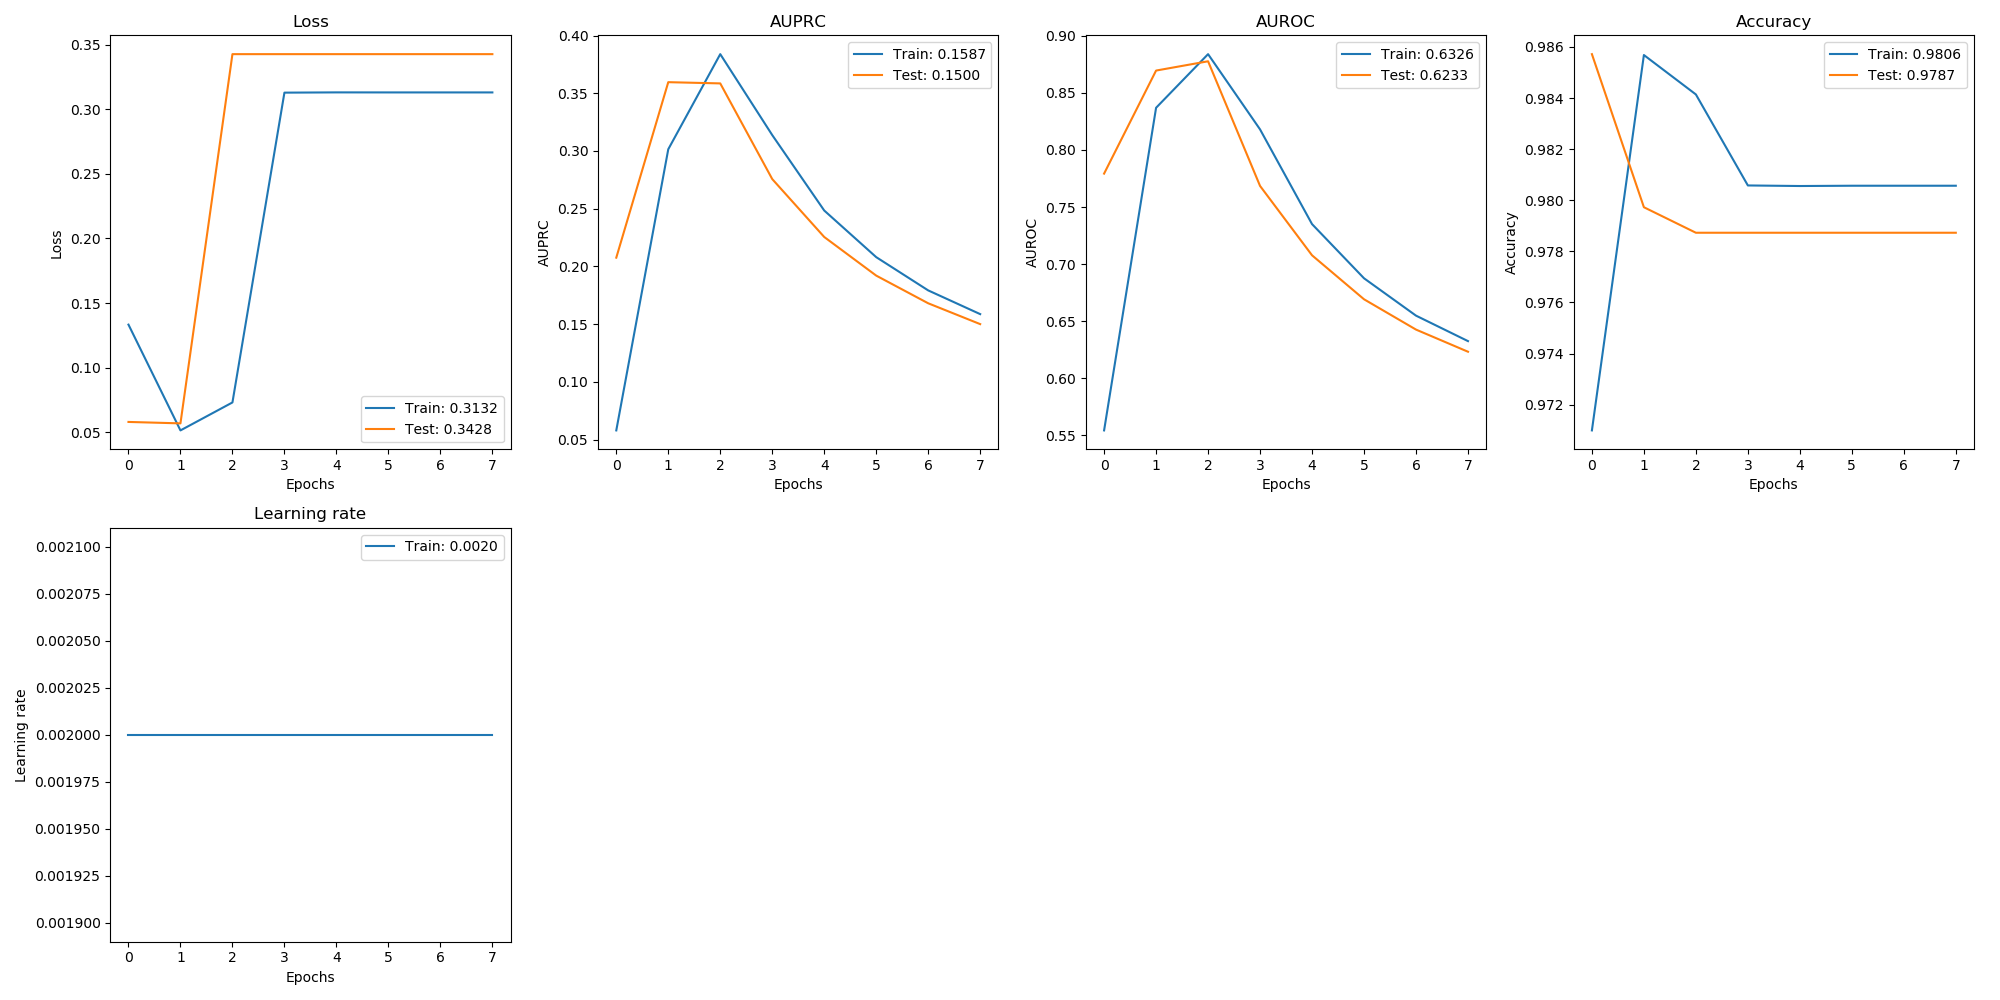 Loss
0.35
0.30
0.25
0.20
0.15
0.10
0.05
Loss
Train: 0.3132
Test: 0.3428
0 1 2 3 4 5 6 7
Epochs
AUPRC
0.40
0.35
0.30
0.25
0.20
0.15
0.10
0.05
AUPRC
Train: 0.1587
Test: 0.1500
0 1 2 3 4 5 6 7
Epochs
AUROC
0.90
0.85
0.80
0.75
0.70
0.65
0.60
0.55
AUROC
Train: 0.6326
Test: 0.6233
0 1 2 3 4 5 6 7
Epochs
Accuracy
0.986
0.984
0.982
0.980
0.978
0.976
0.974
0.972
Accuracy
Train: 0.9806
Test: 0.9787
0 1 2 3 4 5 6 7
Epochs
Learning rate
0.002100
0.002075
0.002050
0.002025
0.002000
0.001975
0.001950
0.001925
0.001900
Learning rate
Train: 0.0020
0 1 2 3 4 5 6 7
Epochs